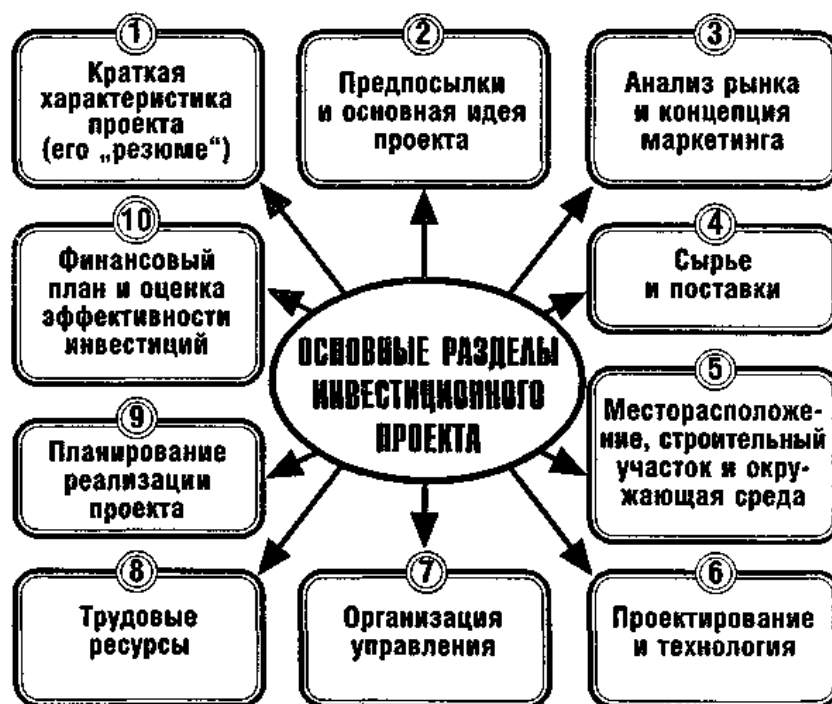 1
Краткая
характеристика
проекта
(его „резюме“)
2
Предпосылки
и основная идея
проекта
3
Анализ рынка
и концепция
маркетинга
10
Финансовый
план и оценка
эффективности
инвестиций
4
Сырье
и поставки
ОСНОВНЫЕ РАЗДЕЛЫ
ИНВЕСТИЦИОННОГО
ПРОЕКТА
5
Месторасположе-
ние, строительный
участок и окру-
жающая среда
9
Планирование
реализации
проекта
8
Трудовые
ресурсы
7
Организация
управления
6
Проектирование
и технология